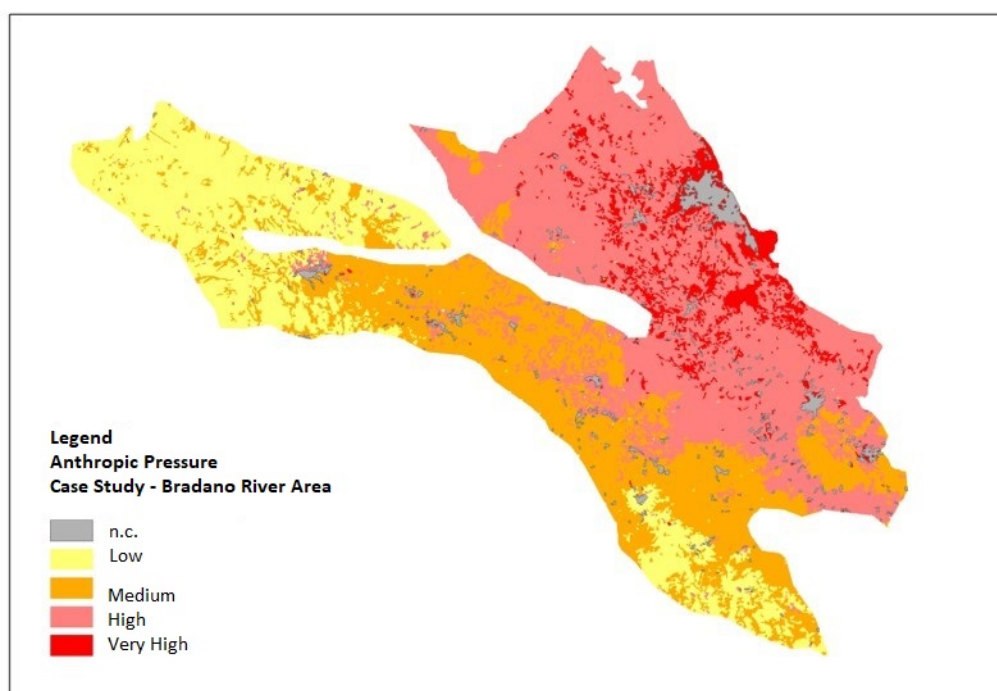 Legend
Anthropic Pressure
Case Study - Bradano River Area
n.c.
Low
Medium
High
Very High